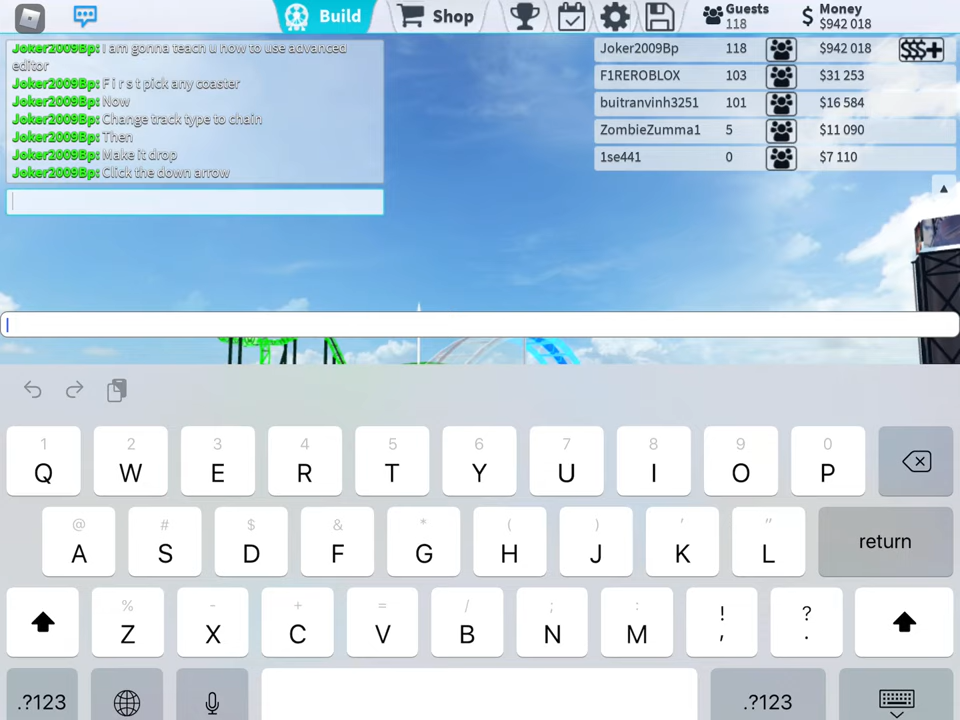 Build
Shop
Guests
118
Money
$942 018
Joker2009Bp: I am gonna teach u how to use advanced
editor
Joker2009Bp: F i r s t pick any coaster
Joker2009Bp: Now
Joker2009Bp: Change track type to chain
Joker2009Bp: Then
Joker2009Bp: Make it drop
Joker2009Bp: Click the down arrow
Joker2009Bp 118 $942 018 $$$+
F1REROBLOX 103 $31 253
buitranvinh3251 101 $16 584
ZombieZumma1 5 $11 090
1se441 0 $7 110
1 2 3 4 5 6 7 8 9 0
Q W E R T Y U I O P
@ # $ & * ( ) ' "
A S D F G H J K L return
% - + = / ; : ! ?
Z X C V B N M , .
.?123 .?123